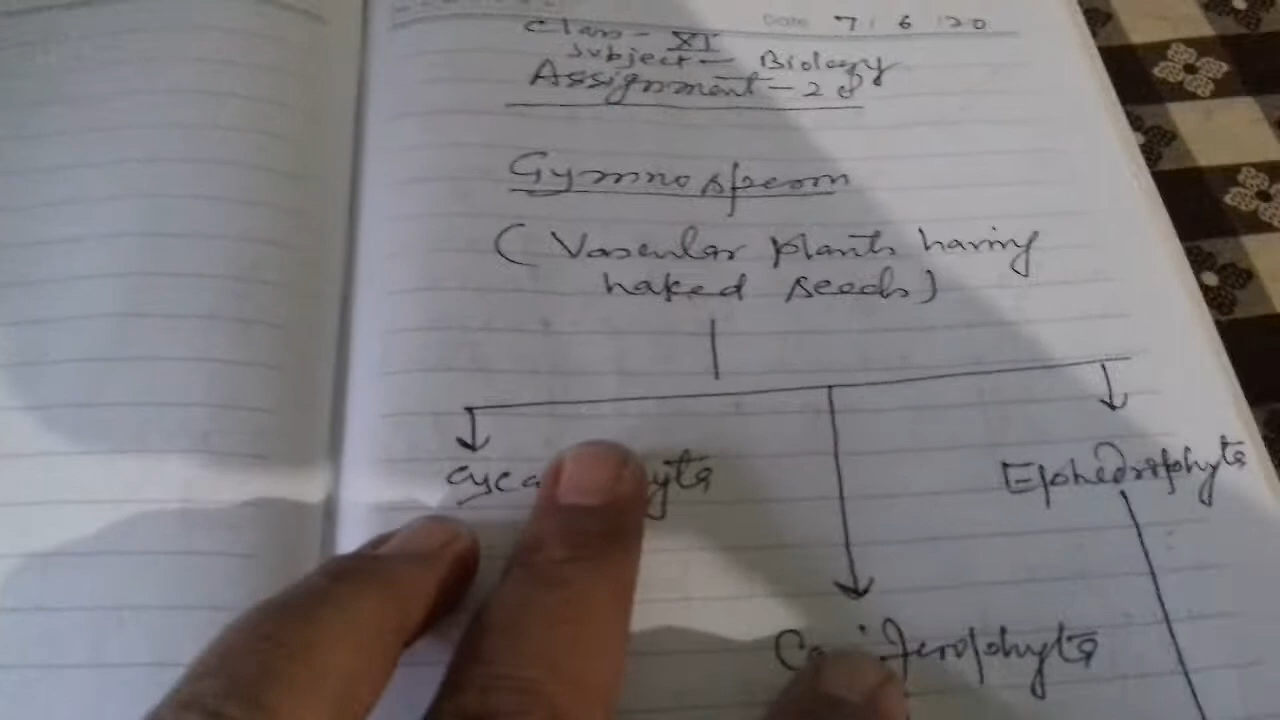 Date 7 6 20
Class- XI
Subject- Biology
Assignment-2
Gymnosperm
(Vascular plants having
naked seeds)
Ephedrophyta